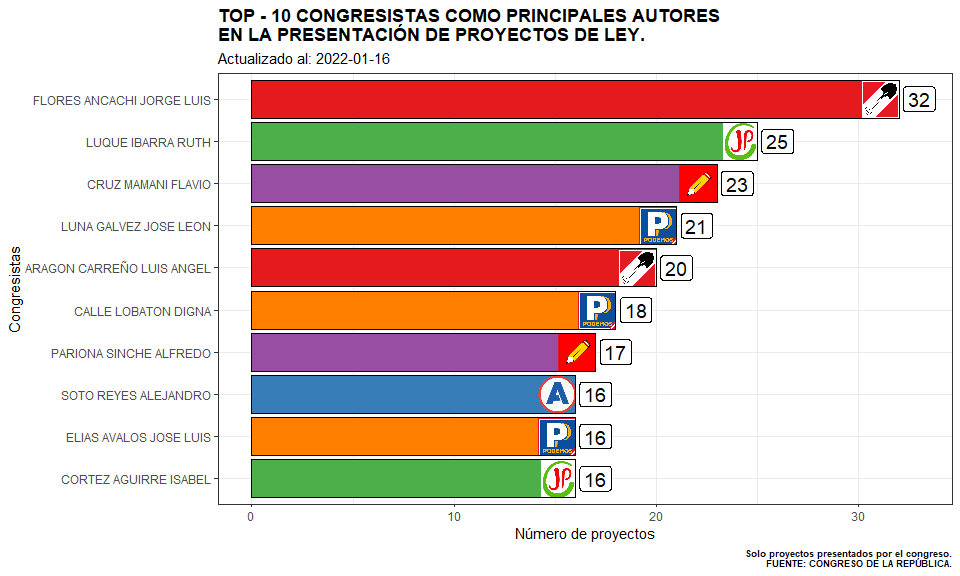 TOP - 10 CONGRESISTAS COMO PRINCIPALES AUTORES
EN LA PRESENTACIÓN DE PROYECTOS DE LEY.
Actualizado al: 2022-01-16
Congresistas
FLORES ANCACHI JORGE LUIS 32
LUQUE IBARRA RUTH JP 25
CRUZ MAMANI FLAVIO 23
LUNA GALVEZ JOSE LEON P PODEMOS 21
ARAGON CARREÑO LUIS ANGEL 20
CALLE LOBATON DIGNA P PODEMOS 18
PARIONA SINCHE ALFREDO 17
SOTO REYES ALEJANDRO A 16
ELIAS AVALOS JOSE LUIS P PODEMOS 16
CORTEZ AGUIRRE ISABEL JP 16
0 10 20 30
Número de proyectos
Solo proyectos presentados por el congreso.
FUENTE: CONGRESO DE LA REPÚBLICA.